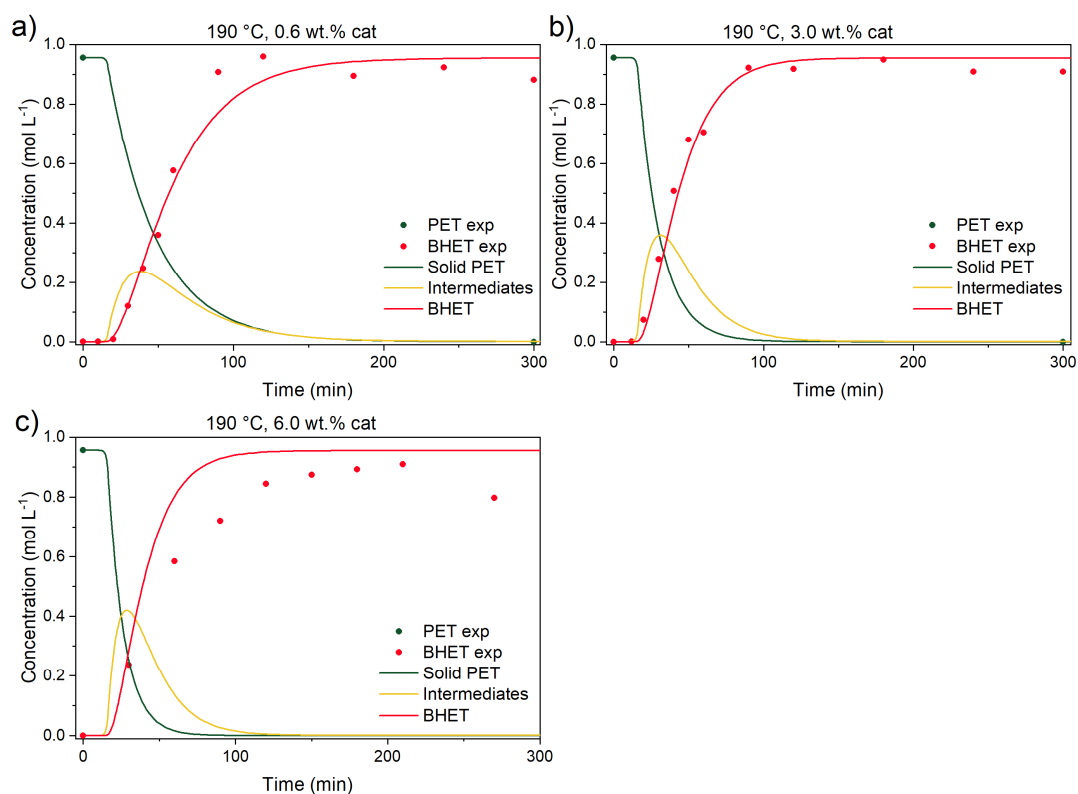 a)
190 °C, 0.6 wt.% cat
Concentration (mol L⁻¹)
1.0
0.8
0.6
0.4
0.2
0.0
PET exp
BHET exp
Solid PET
Intermediates
BHET
0
100
200
300
Time (min)
b)
190 °C, 3.0 wt.% cat
Concentration (mol L⁻¹)
1.0
0.8
0.6
0.4
0.2
0.0
PET exp
BHET exp
Solid PET
Intermediates
BHET
0
100
200
300
Time (min)
c)
190 °C, 6.0 wt.% cat
Concentration (mol L⁻¹)
1.0
0.8
0.6
0.4
0.2
0.0
PET exp
BHET exp
Solid PET
Intermediates
BHET
0
100
200
300
Time (min)